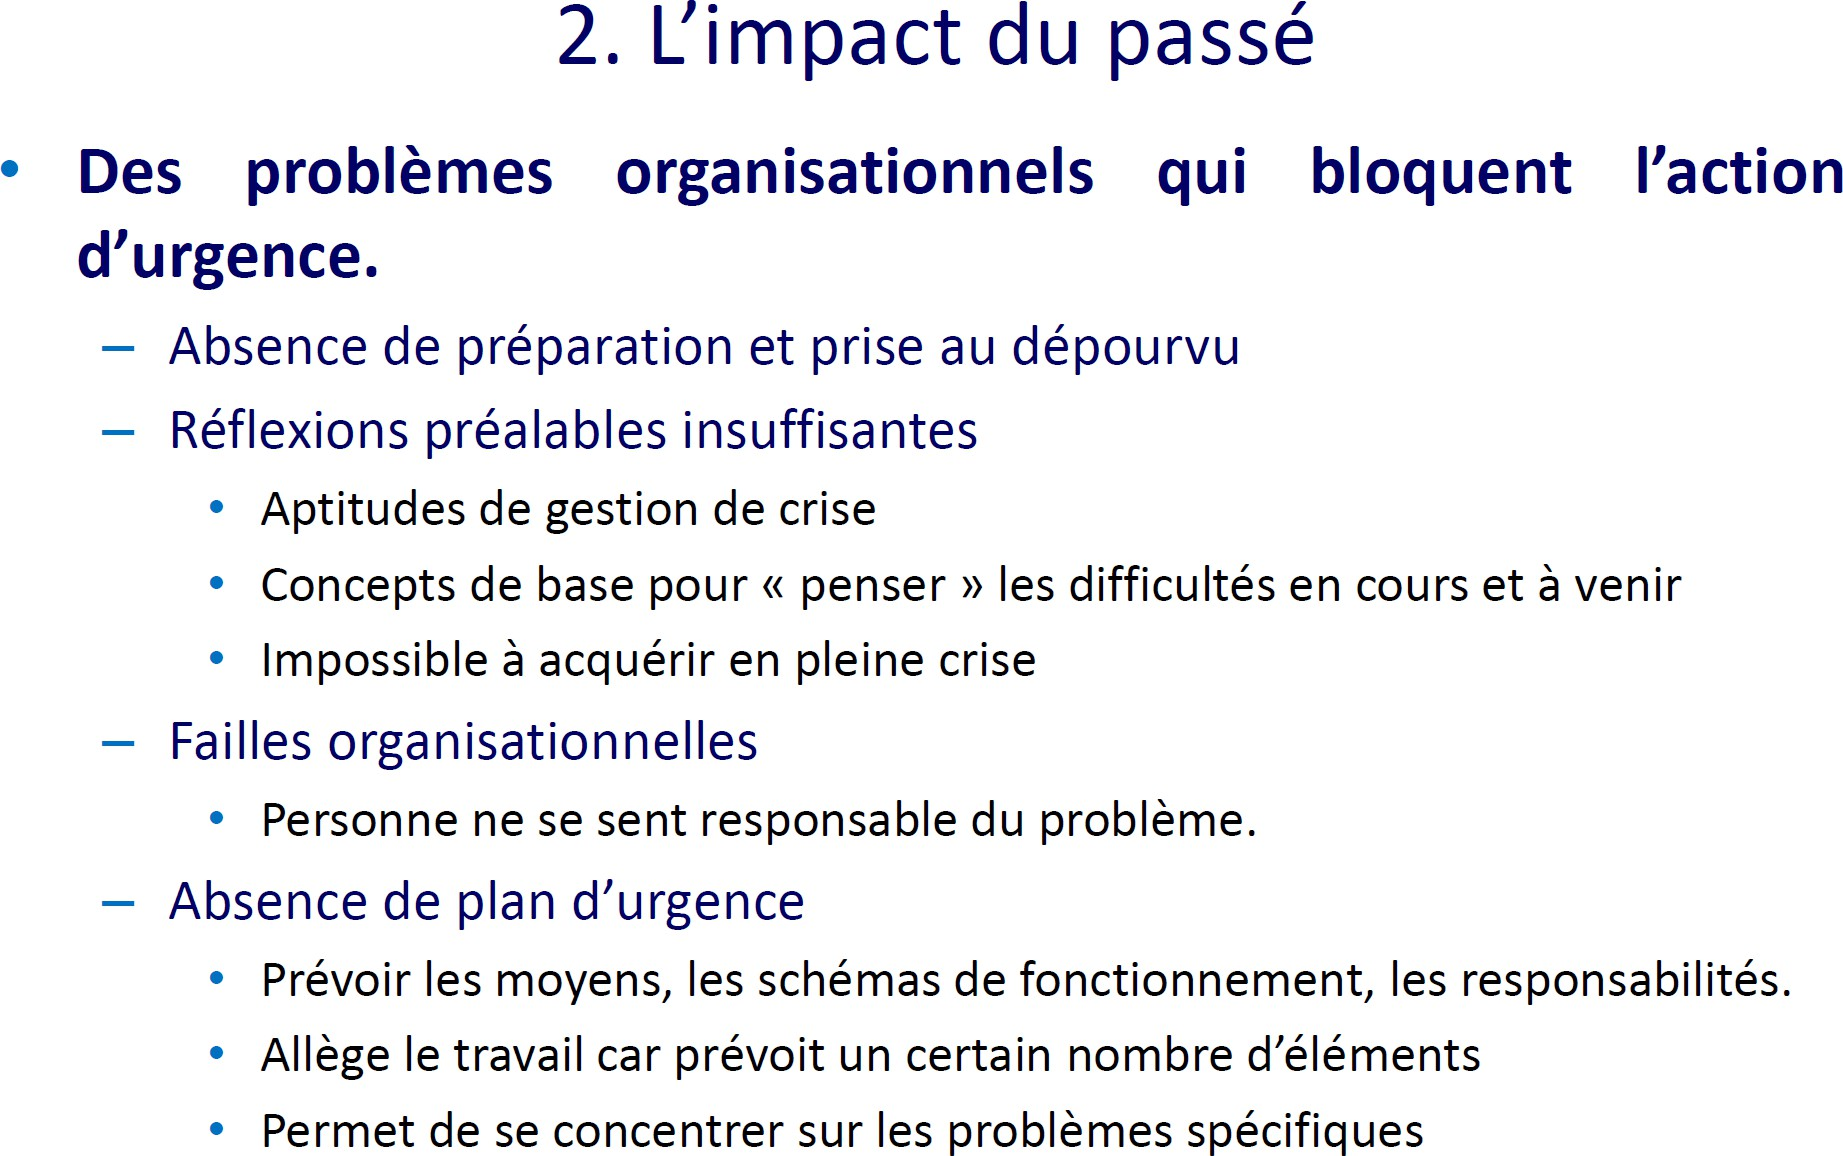 2. L’impact du passé
• Des problèmes organisationnels qui bloquent l’action
d’urgence.
– Absence de préparation et prise au dépourvu
– Réflexions préalables insuffisantes
• Aptitudes de gestion de crise
• Concepts de base pour « penser » les difficultés en cours et à venir
• Impossible à acquérir en pleine crise
– Failles organisationnelles
• Personne ne se sent responsable du problème.
– Absence de plan d’urgence
• Prévoir les moyens, les schémas de fonctionnement, les responsabilités.
• Allège le travail car prévoit un certain nombre d’éléments
• Permet de se concentrer sur les problèmes spécifiques